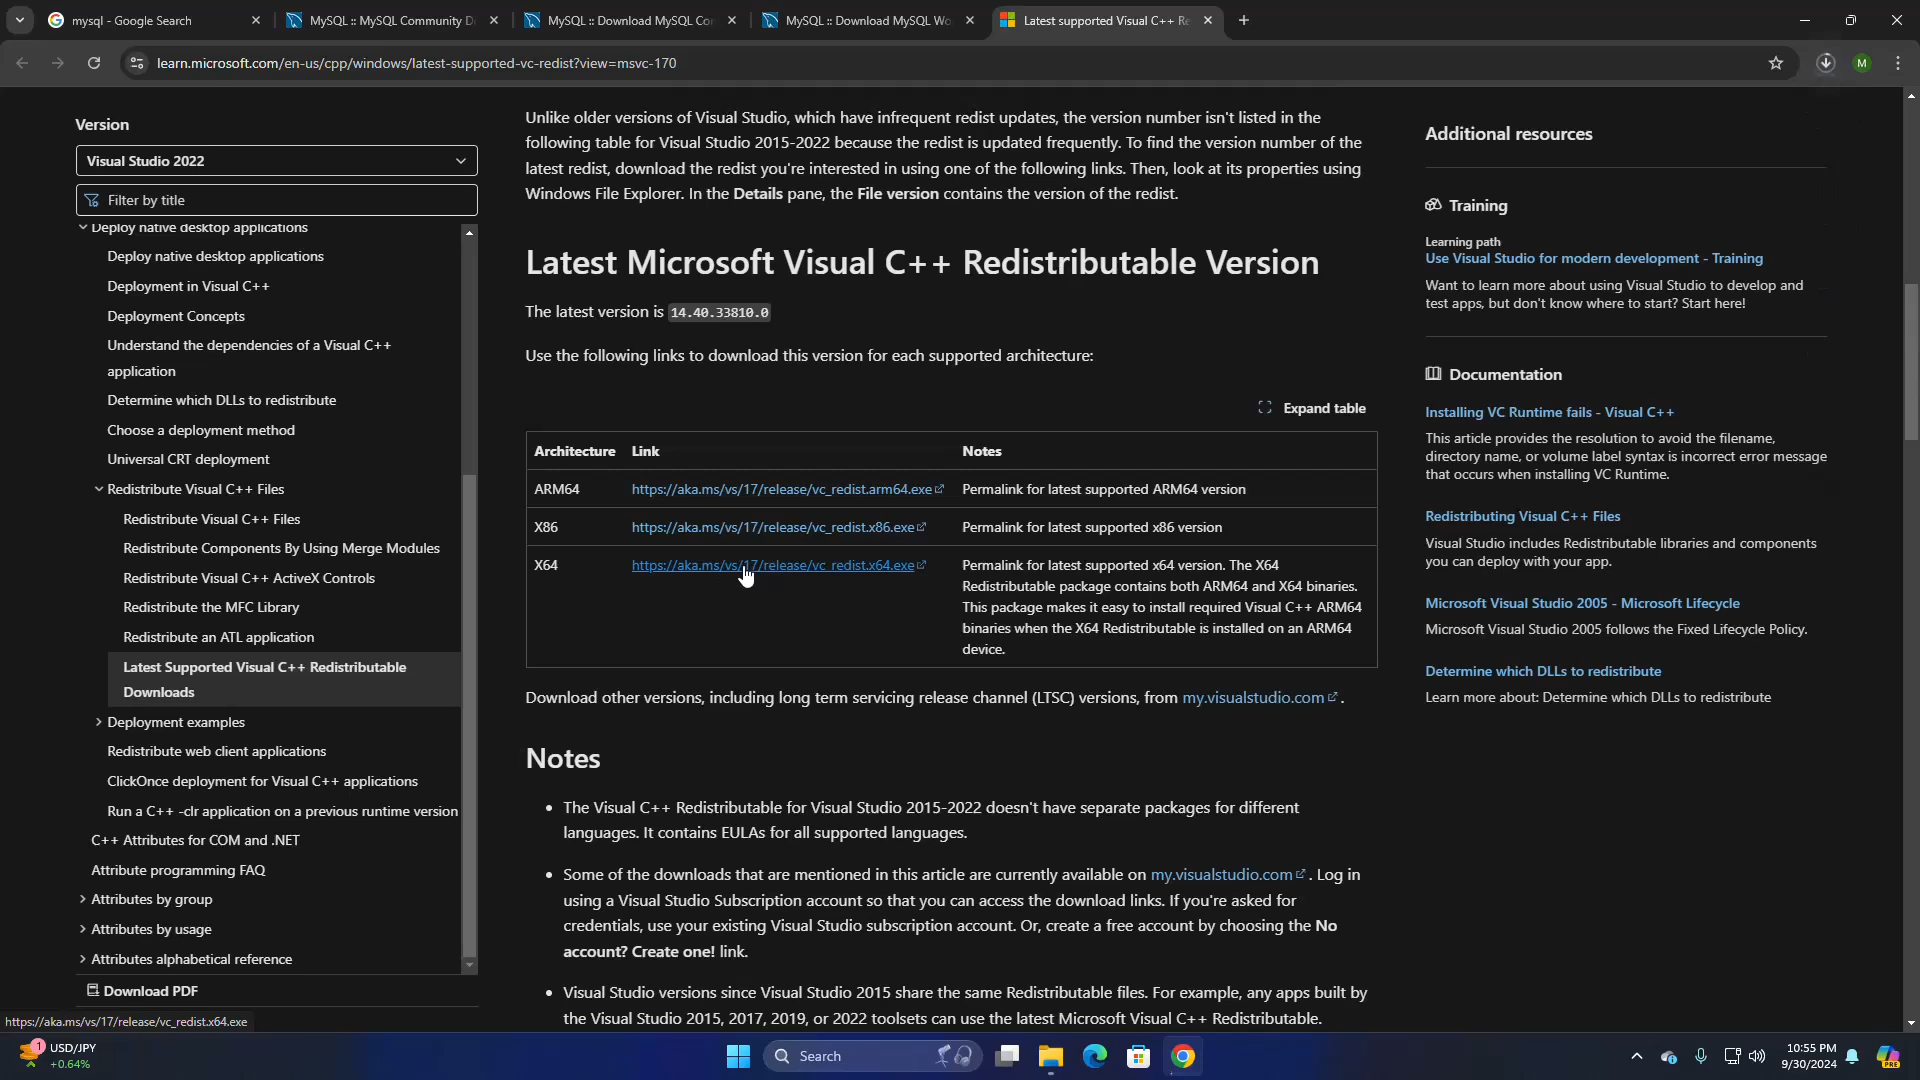 mysql - Google Search
MySQL :: MySQL Community D
MySQL :: Download MySQL Co
MySQL :: Download MySQL Wo
Latest supported Visual C++ Re
learn.microsoft.com/en-us/cpp/windows/latest-supported-vc-redist?view=msvc-170
M
Version
Visual Studio 2022
Filter by title
Deploy native desktop applications
Deploy native desktop applications
Deployment in Visual C++
Deployment Concepts
Understand the dependencies of a Visual C++
application
Determine which DLLs to redistribute
Choose a deployment method
Universal CRT deployment
Redistribute Visual C++ Files
Redistribute Visual C++ Files
Redistribute Components By Using Merge Modules
Redistribute Visual C++ ActiveX Controls
Redistribute the MFC Library
Redistribute an ATL application
Latest Supported Visual C++ Redistributable
Downloads
Deployment examples
Redistribute web client applications
ClickOnce deployment for Visual C++ applications
Run a C++ -clr application on a previous runtime version
C++ Attributes for COM and .NET
Attribute programming FAQ
Attributes by group
Attributes by usage
Attributes alphabetical reference
Download PDF
Unlike older versions of Visual Studio, which have infrequent redist updates, the version number isn't listed in the
following table for Visual Studio 2015-2022 because the redist is updated frequently. To find the version number of the
latest redist, download the redist you're interested in using one of the following links. Then, look at its properties using
Windows File Explorer. In the Details pane, the File version contains the version of the redist.
Latest Microsoft Visual C++ Redistributable Version
The latest version is 14.40.33810.0
Use the following links to download this version for each supported architecture:
Expand table
Architecture Link Notes
ARM64 https://aka.ms/vs/17/release/vc_redist.arm64.exe Permalink for latest supported ARM64 version
X86 https://aka.ms/vs/17/release/vc_redist.x86.exe Permalink for latest supported x86 version
X64 https://aka.ms/vs/17/release/vc_redist.x64.exe Permalink for latest supported x64 version. The X64
Redistributable package contains both ARM64 and X64 binaries.
This package makes it easy to install required Visual C++ ARM64
binaries when the X64 Redistributable is installed on an ARM64
device.
Download other versions, including long term servicing release channel (LTSC) versions, from my.visualstudio.com .
Notes
• The Visual C++ Redistributable for Visual Studio 2015-2022 doesn't have separate packages for different
languages. It contains EULAs for all supported languages.
• Some of the downloads that are mentioned in this article are currently available on my.visualstudio.com . Log in
using a Visual Studio Subscription account so that you can access the download links. If you're asked for
credentials, use your existing Visual Studio subscription account. Or, create a free account by choosing the No
account? Create one! link.
• Visual Studio versions since Visual Studio 2015 share the same Redistributable files. For example, any apps built by
the Visual Studio 2015, 2017, 2019, or 2022 toolsets can use the latest Microsoft Visual C++ Redistributable.
Additional resources
Training
Learning path
Use Visual Studio for modern development - Training
Want to learn more about using Visual Studio to develop and
test apps, but don't know where to start? Start here!
Documentation
Installing VC Runtime fails - Visual C++
This article provides the resolution to avoid the filename,
directory name, or volume label syntax is incorrect error message
that occurs when installing VC Runtime.
Redistributing Visual C++ Files
Visual Studio includes Redistributable libraries and components
you can deploy with your app.
Microsoft Visual Studio 2005 - Microsoft Lifecycle
Microsoft Visual Studio 2005 follows the Fixed Lifecycle Policy.
Determine which DLLs to redistribute
Learn more about: Determine which DLLs to redistribute
https://aka.ms/vs/17/release/vc_redist.x64.exe
1
USD/JPY
+0.64%
Search
10:55 PM
9/30/2024
PRE